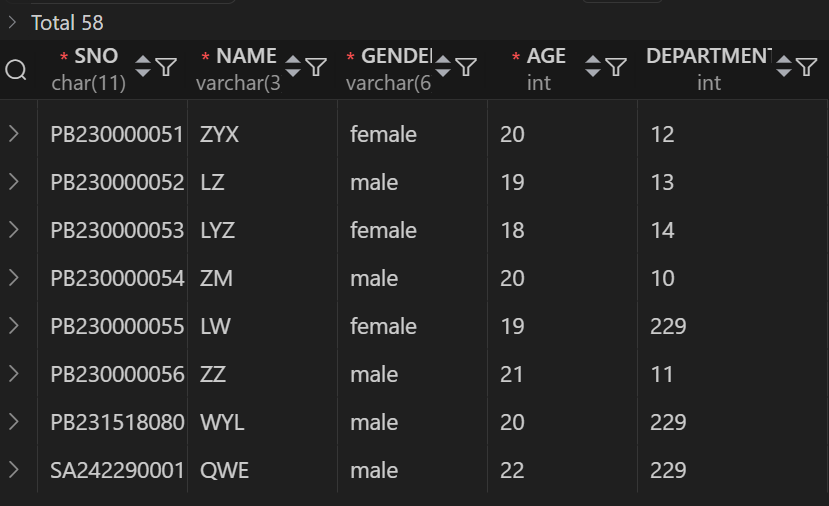 Total 58
* SNO * NAME * GENDER * AGE DEPARTMENT
char(11) varchar(3 varchar(6 int int
PB230000051 ZYX female 20 12
PB230000052 LZ male 19 13
PB230000053 LYZ female 18 14
PB230000054 ZM male 20 10
PB230000055 LW female 19 229
PB230000056 ZZ male 21 11
PB231518080 WYL male 20 229
SA242290001 QWE male 22 229